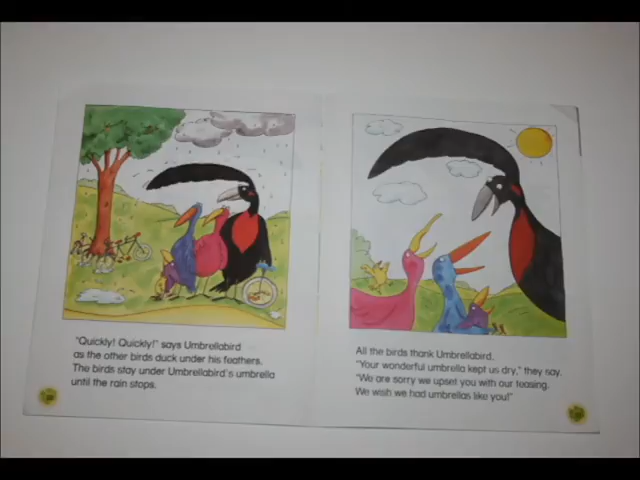 "Quickly! Quickly!" says Umbrellabird
as the other birds duck under his feathers.
The birds stay under Umbrellabird's umbrella
until the rain stops.
All the birds thank Umbrellabird.
"Your wonderful umbrella kept us dry," they say.
"We are sorry we upset you with our teasing.
We wish we had umbrellas like you!"